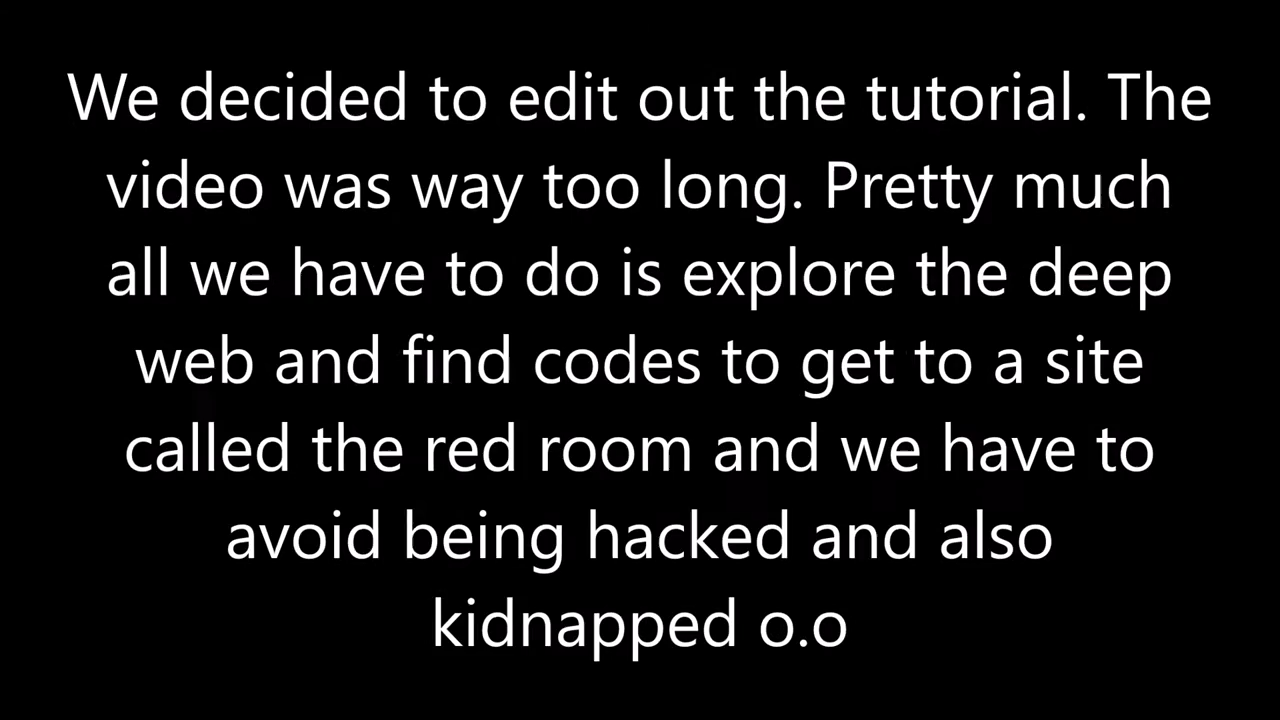 We decided to edit out the tutorial. The
video was way too long. Pretty much
all we have to do is explore the deep
web and find codes to get to a site
called the red room and we have to
avoid being hacked and also
kidnapped o.o